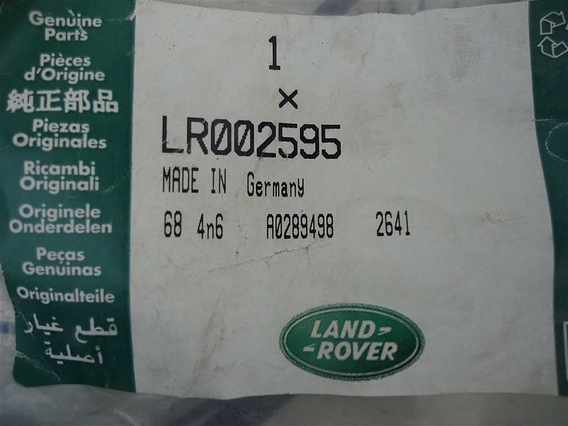 Genuine
Parts
Pièces
d'Origine
純正部品
Piezas
Originales
Ricambi
Originali
Originele
Onderdelen
Peças
Genuínas
Originalteile
قطع غيار
أصلية
1
x
LR002595
MADE IN Germany
68 4n6 A0289498 2641
LAND-
-ROVER